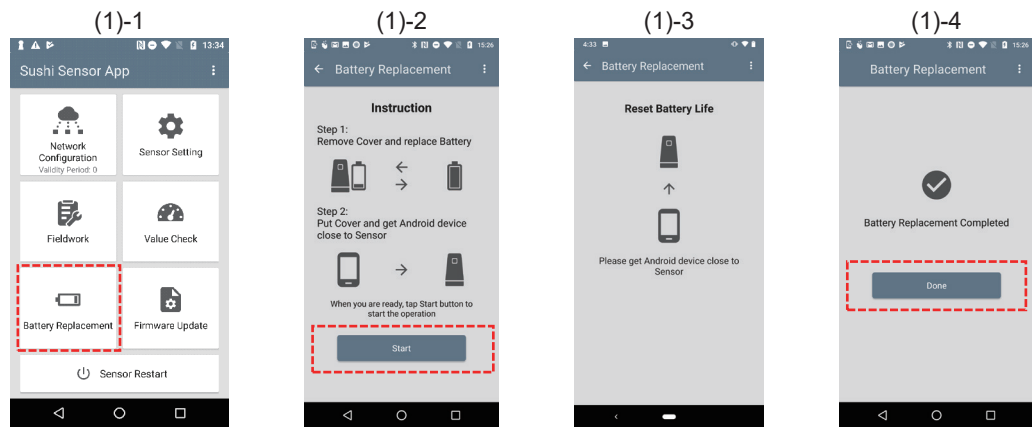 (1)-1
13:34
Sushi Sensor App
Network
Configuration
Validity Period: 0
Sensor Setting
Fieldwork
Value Check
Battery Replacement
Firmware Update
Sensor Restart
(1)-2
15:26
Battery Replacement
Instruction
Step 1:
Remove Cover and replace Battery
Step 2:
Put Cover and get Android device
close to Sensor
When you are ready, tap Start button to
start the operation
Start
(1)-3
4:33
Battery Replacement
Reset Battery Life
Please get Android device close to
Sensor
(1)-4
15:26
Battery Replacement
Battery Replacement Completed
Done